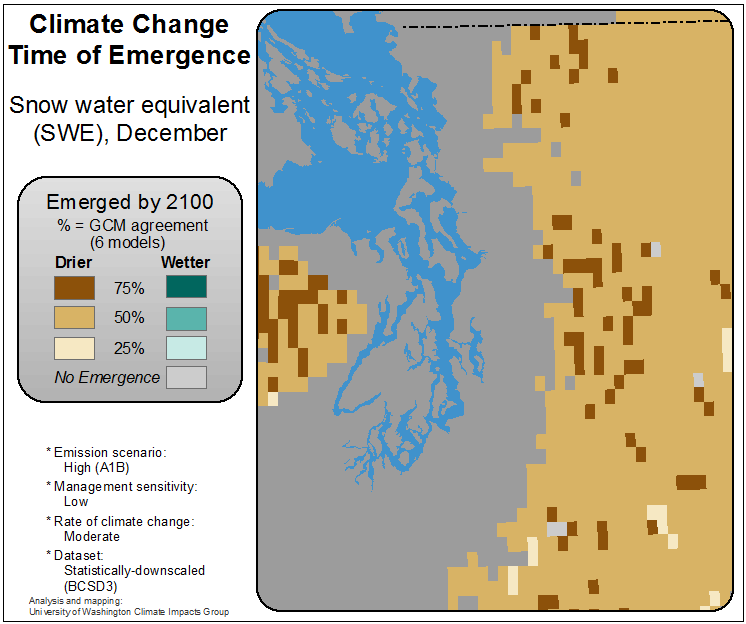 Climate Change
Time of Emergence
Snow water equivalent
(SWE), December
Emerged by 2100
% = GCM agreement
(6 models)
Drier Wetter
75%
50%
25%
No Emergence
* Emission scenario:
High (A1B)
* Management sensitivity:
Low
* Rate of climate change:
Moderate
* Dataset:
Statistically-downscaled
(BCSD3)
Analysis and mapping:
University of Washington Climate Impacts Group